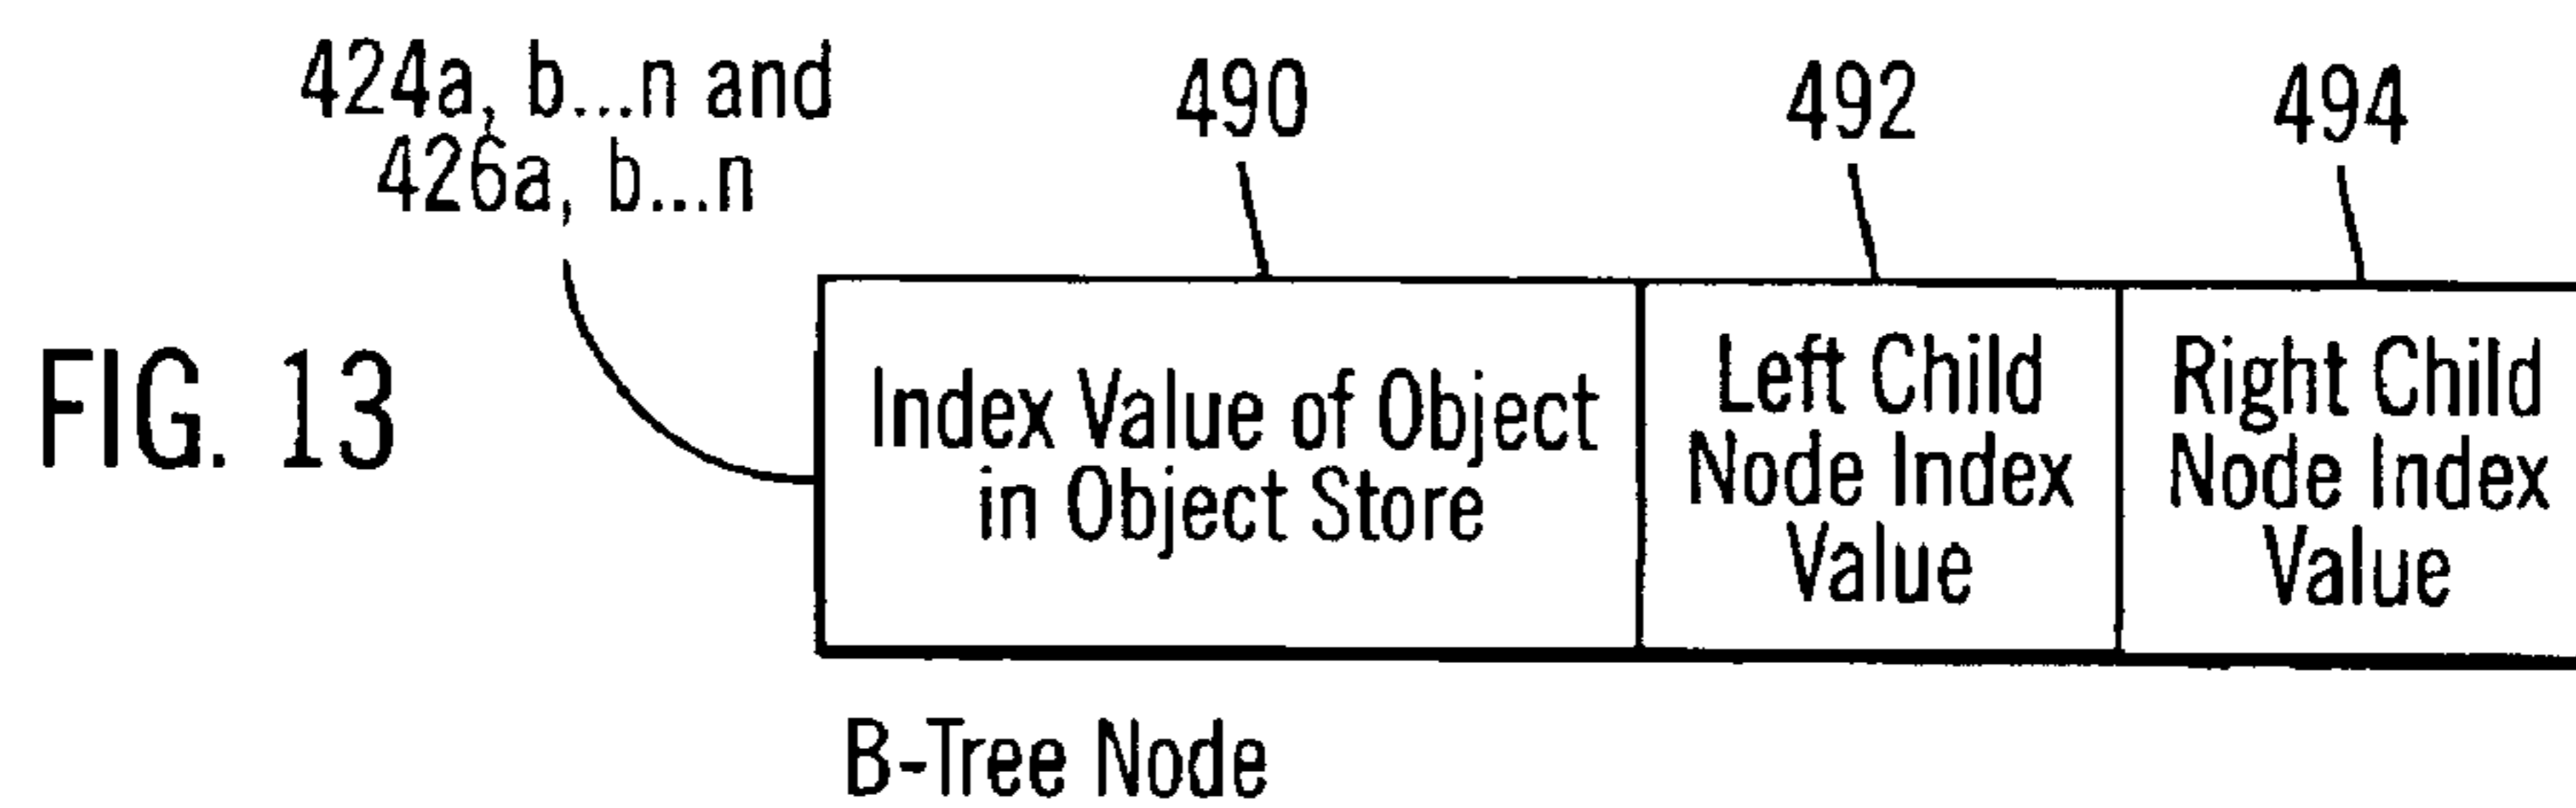 424a, b...n and
426a, b...n
490
492
494
FIG. 13
Index Value of Object
in Object Store
Left Child
Node Index
Value
Right Child
Node Index
Value
B-Tree Node